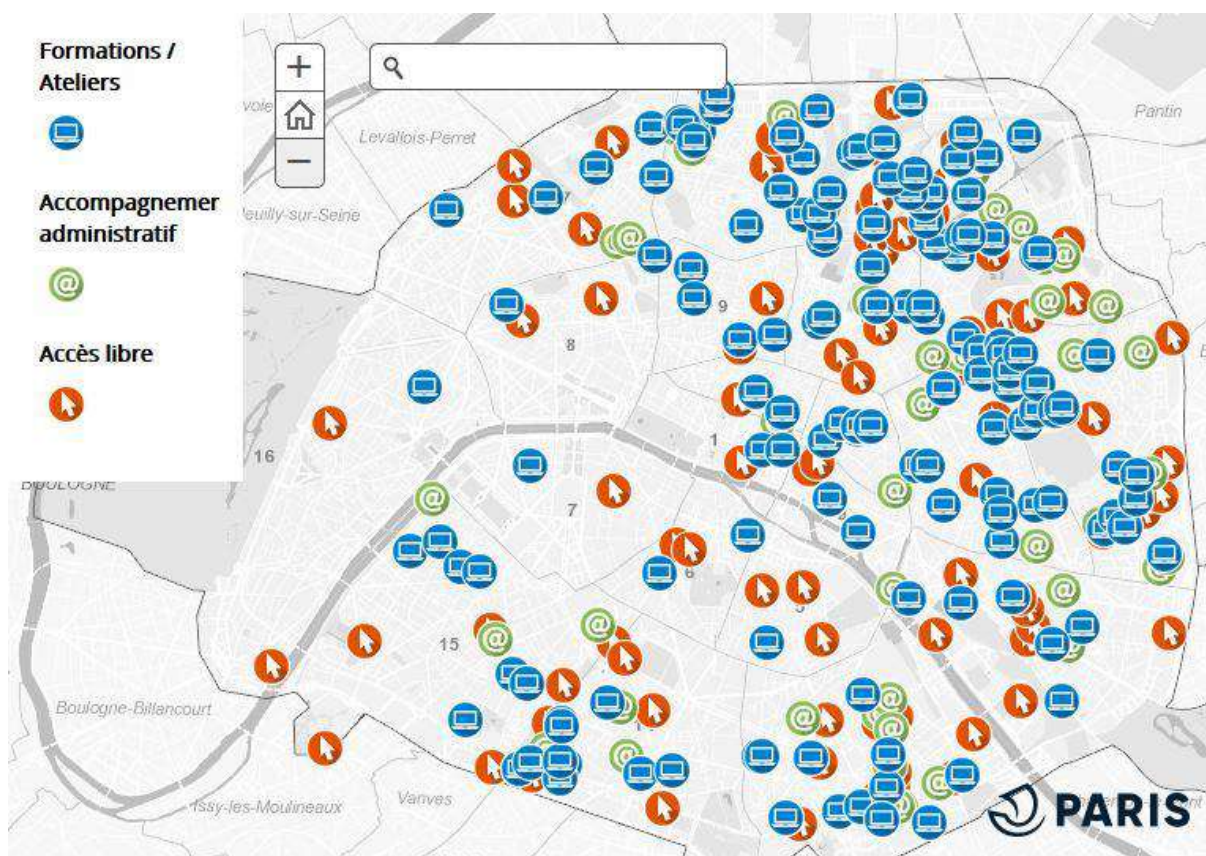 Formations /
Ateliers
Accompagnemer
administratif
Accès libre
+
−
Levallois-Perret
Pantin
euilly-sur-Seine
9
8
1
16
BOULOGNE
7
6
15
Boulogne-Billancourt
Issy-les-Moulineaux
Vanves
PARIS